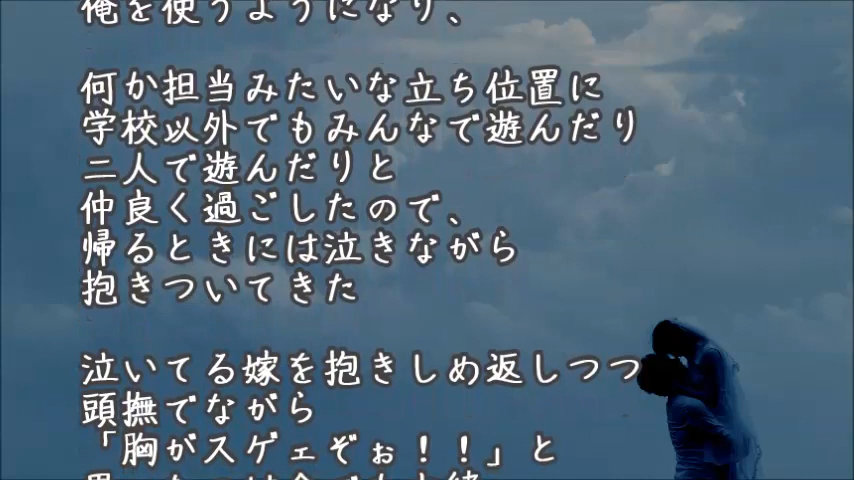 俺を使うようになり、
何か担当みたいな立ち位置に
学校以外でもみんなで遊んだり
二人で遊んだりと
仲良く過ごしたので、
帰るときには泣きながら
抱きついてきた
泣いてる嫁を抱きしめ返しつつ
頭撫でながら
「胸がスゲェぞぉ！！」と